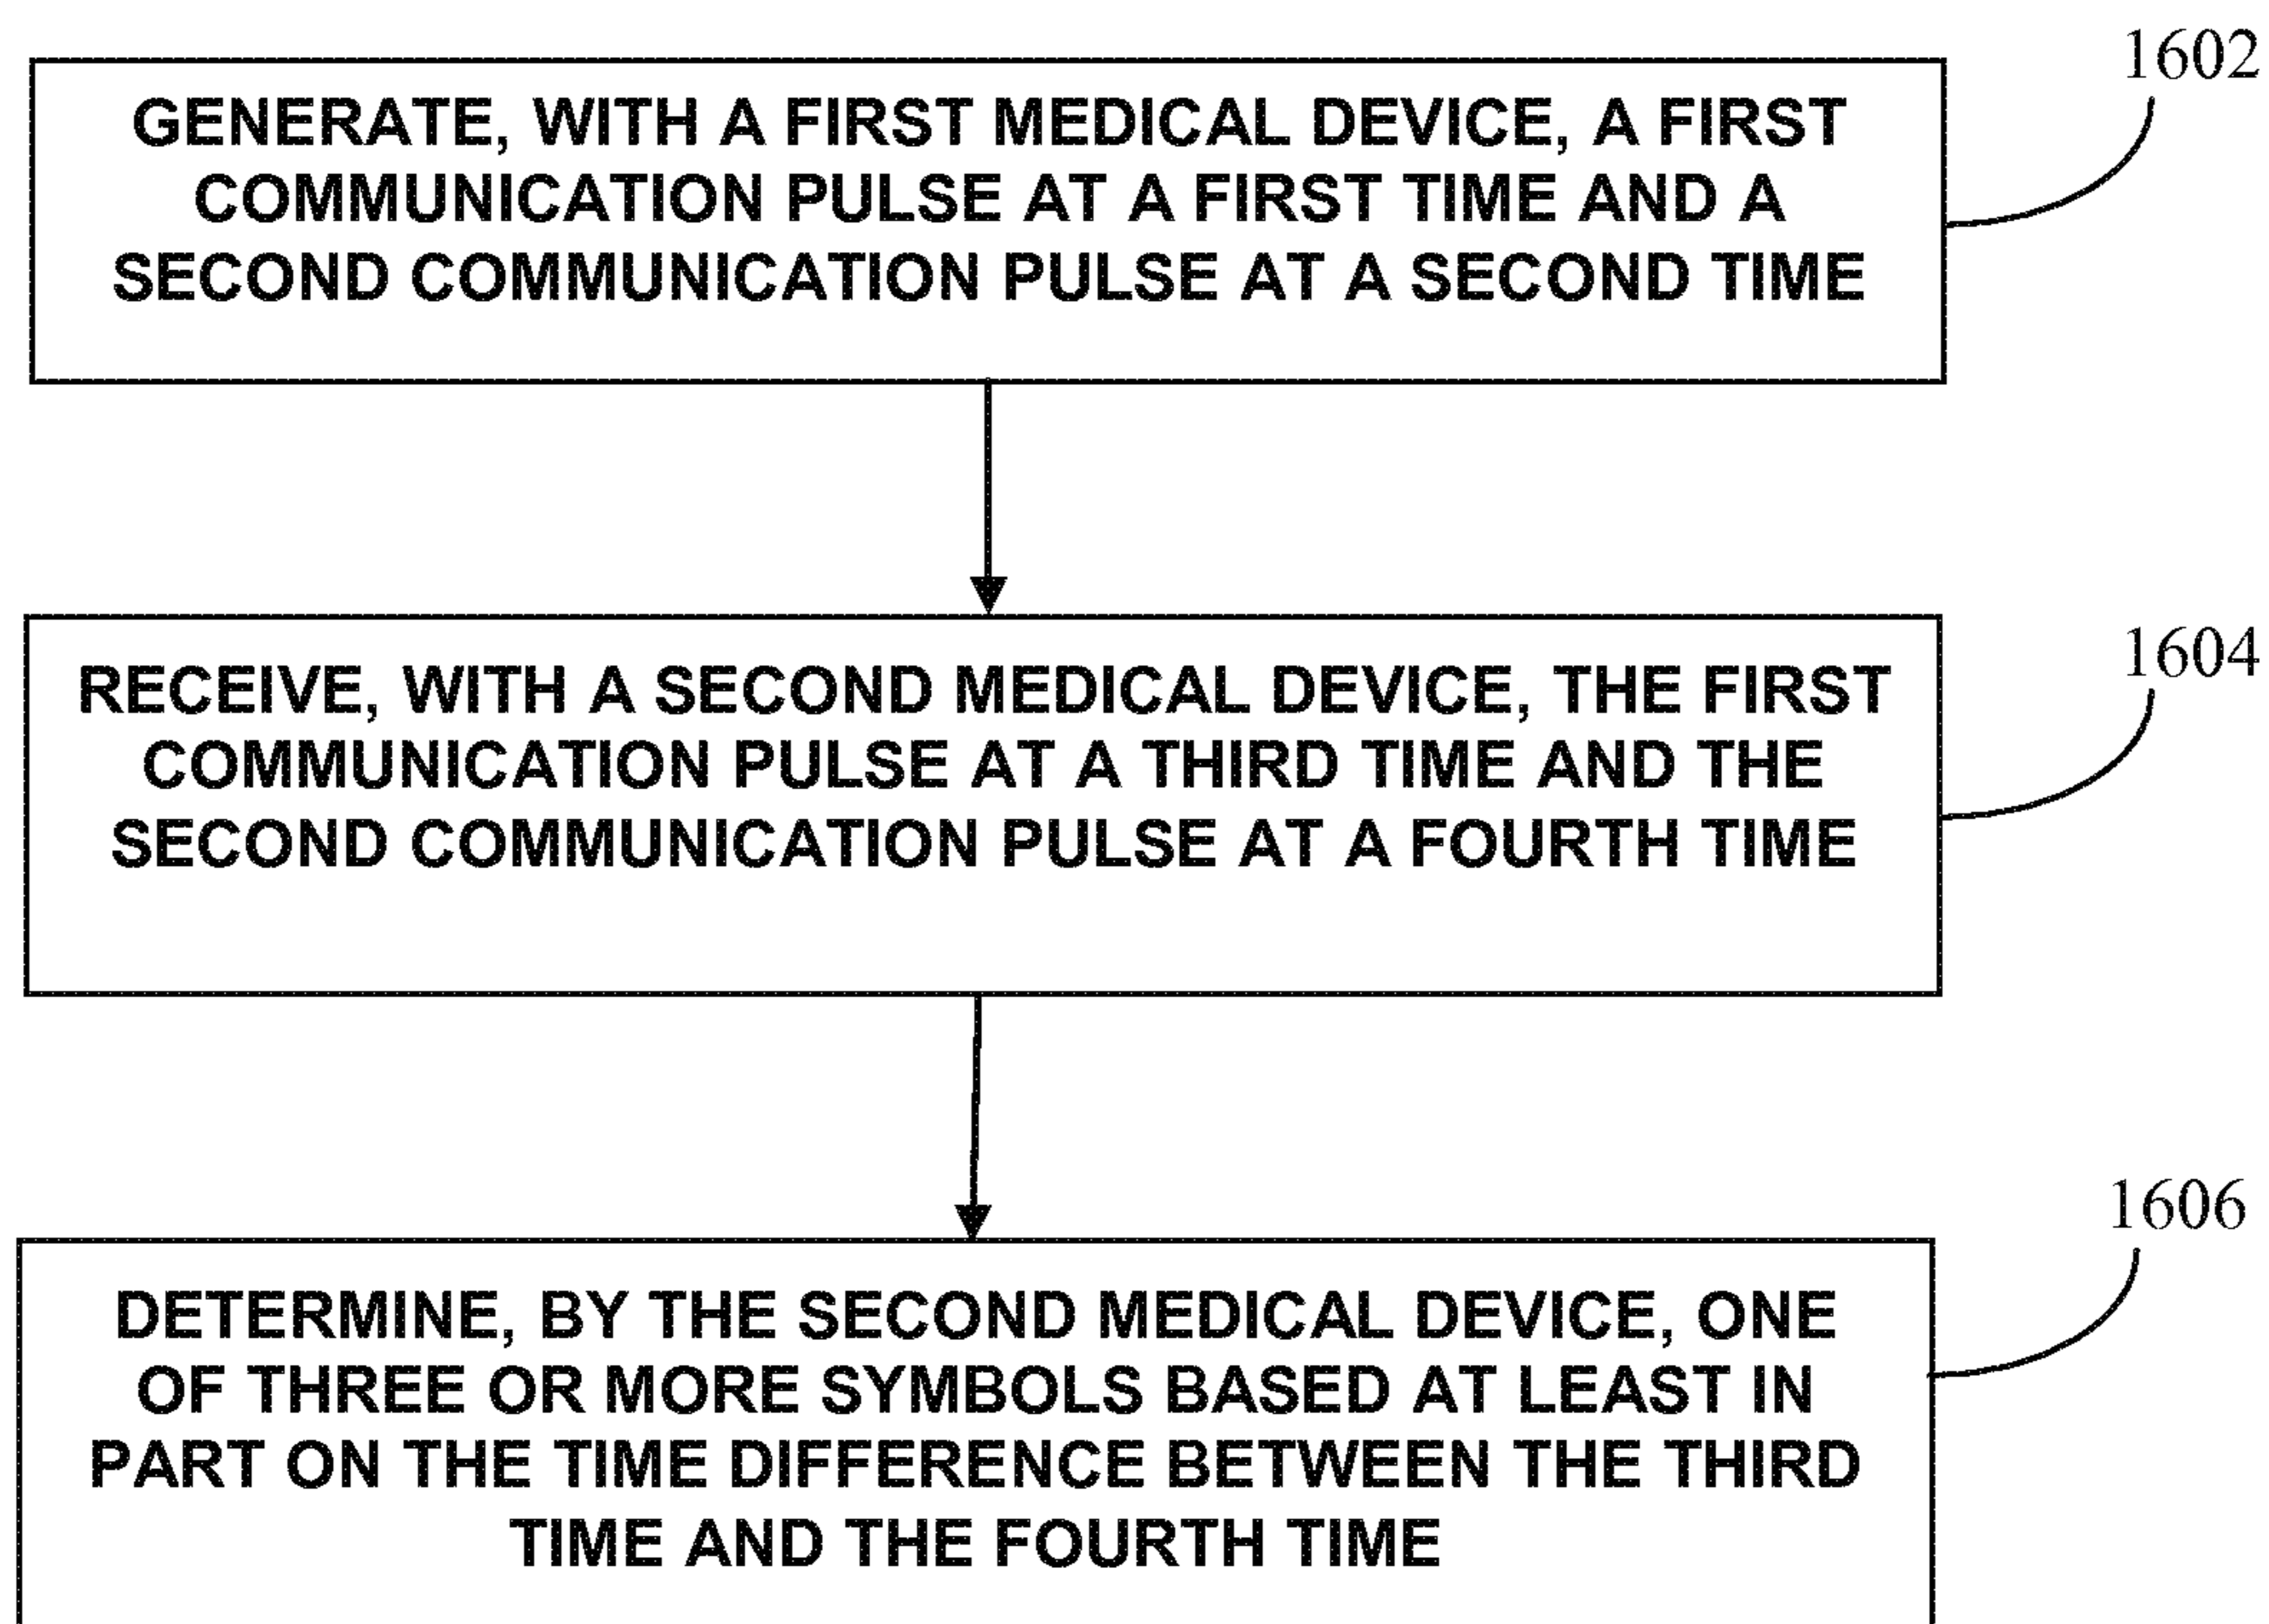 1602
GENERATE, WITH A FIRST MEDICAL DEVICE, A FIRST
COMMUNICATION PULSE AT A FIRST TIME AND A
SECOND COMMUNICATION PULSE AT A SECOND TIME
1604
RECEIVE, WITH A SECOND MEDICAL DEVICE, THE FIRST
COMMUNICATION PULSE AT A THIRD TIME AND THE
SECOND COMMUNICATION PULSE AT A FOURTH TIME
1606
DETERMINE, BY THE SECOND MEDICAL DEVICE, ONE
OF THREE OR MORE SYMBOLS BASED AT LEAST IN
PART ON THE TIME DIFFERENCE BETWEEN THE THIRD
TIME AND THE FOURTH TIME